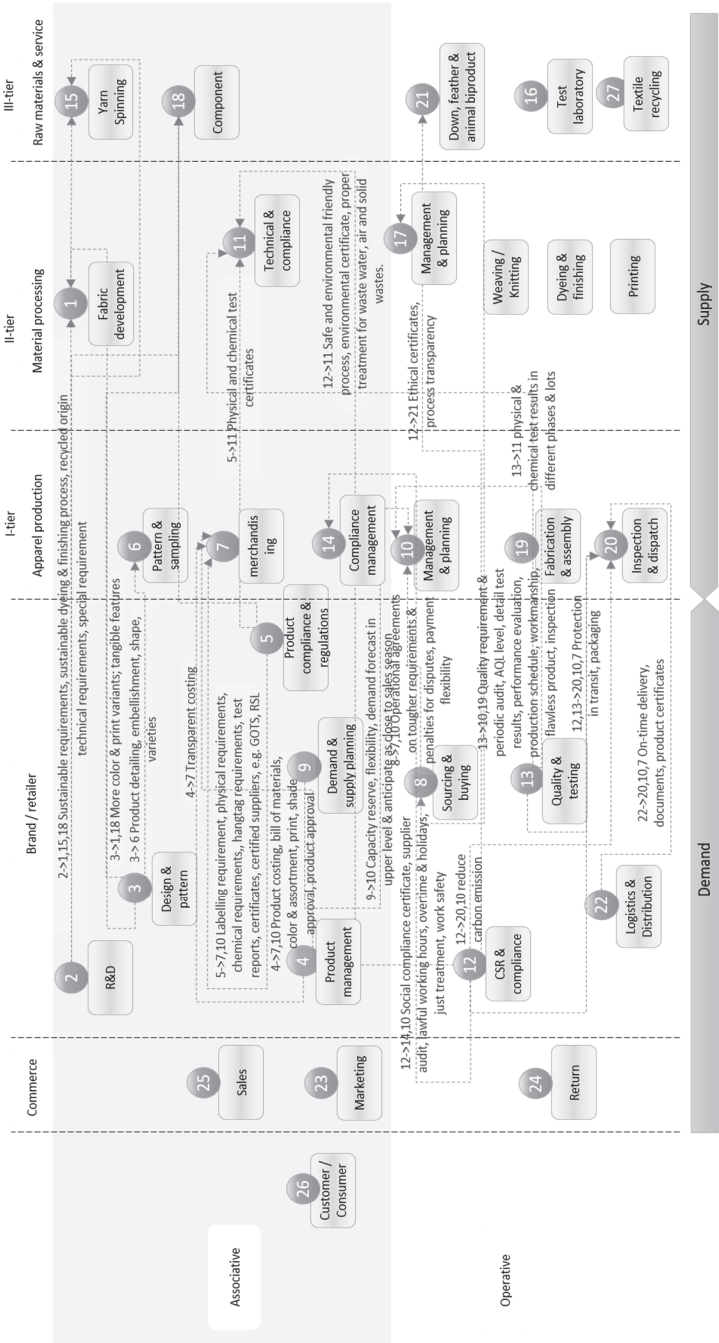 Commerce
Brand / retailer
I-tier
Apparel production
II-tier
Material processing
III-tier
Raw materials & service
2->1,15,18 Sustainable requirements, sustainable dyeing & finishing process, recycled origin
technical requirements, special requirement
2
R&D
1
Fabric
development
15
Yarn
Spinning
3->1,18 More color & print variants; tangible features
3-> 6 Product detailing, embellishment, shape,
varieties
3
Design &
pattern
6
Pattern &
sampling
18
Component
4->7 Transparent costing
25
Sales
Associative
5->7,10 Labelling requirement, physical requirements,
chemical requirements,, hangtag requirements, test
reports, certificates, certified suppliers, e.g. GOTS, RSL
7
merchandis
ing
5
Product
compliance &
regulations
5->11 Physical and chemical test
certificates
11
Technical &
compliance
4->7,10 Product costing, bill of materials,
color & assortment, print, shade
approval, product approval
26
Customer /
Consumer
23
Marketing
4
Product
management
9
Demand &
supply planning
14
Compliance
management
12->11 Safe and environmental friendly
process, environmental certificate, proper
treatment for waste water, air and solid
wastes.
9->10 Capacity reserve, flexibility, demand forecast in
upper level & anticipate as close to sales season
8->7,10 Operational agreements
on tougher requirements &
penalties for disputes, payment
flexibility
12->14,10 Social compliance certificate, supplier
audit, lawful working hours, overtime & holidays,
just treatment, work safety
8
Sourcing &
buying
10
Management
& planning
12->21 Ethical certificates,
process transparency
17
Management
& planning
21
Down, feather &
animal biproduct
12->20,10 reduce
carbon emission
12
CSR &
compliance
13->10,19 Quality requirement &
periodic audit, AQL level, detail test
results, performance evaluation,
production schedule, workmanship,
flawless product, inspection
Weaving /
Knitting
Operative
24
Return
13
Quality &
testing
19
Fabrication
& assembly
13->11 physical &
chemical test results in
different phases & lots
Dyeing &
finishing
16
Test
laboratory
12,13->20,10,7 Protection
in transit, packaging
22
Logistics &
Distribution
20
Inspection
& dispatch
Printing
27
Textile
recycling
22->20,10,7 On-time delivery,
documents, product certificates
Demand
Supply